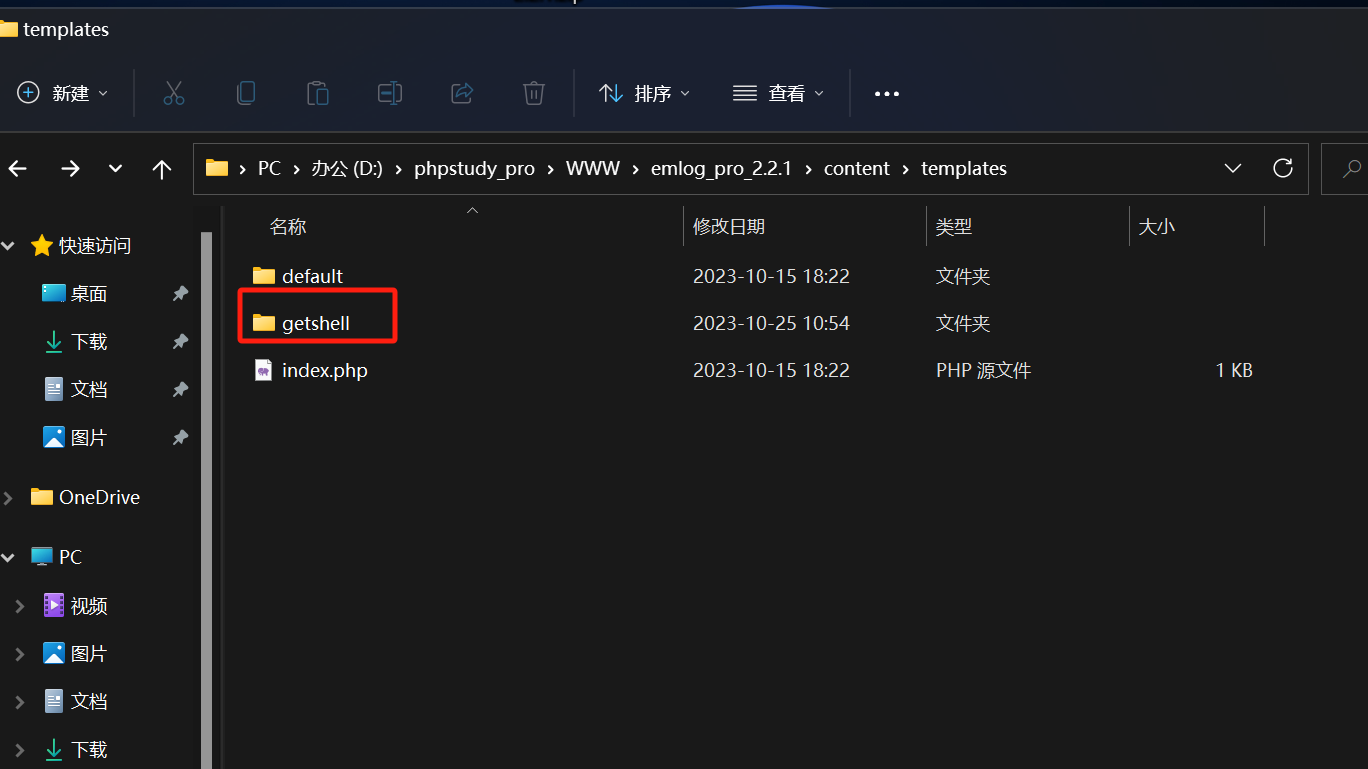 templates
新建 排序 查看
PC 办公 (D:) phpstudy_pro WWW emlog_pro_2.2.1 content templates
名称 修改日期 类型 大小
快速访问
桌面
下载
文档
图片
OneDrive
PC
视频
图片
文档
下载
default 2023-10-15 18:22 文件夹
getshell 2023-10-25 10:54 文件夹
index.php 2023-10-15 18:22 PHP 源文件 1 KB